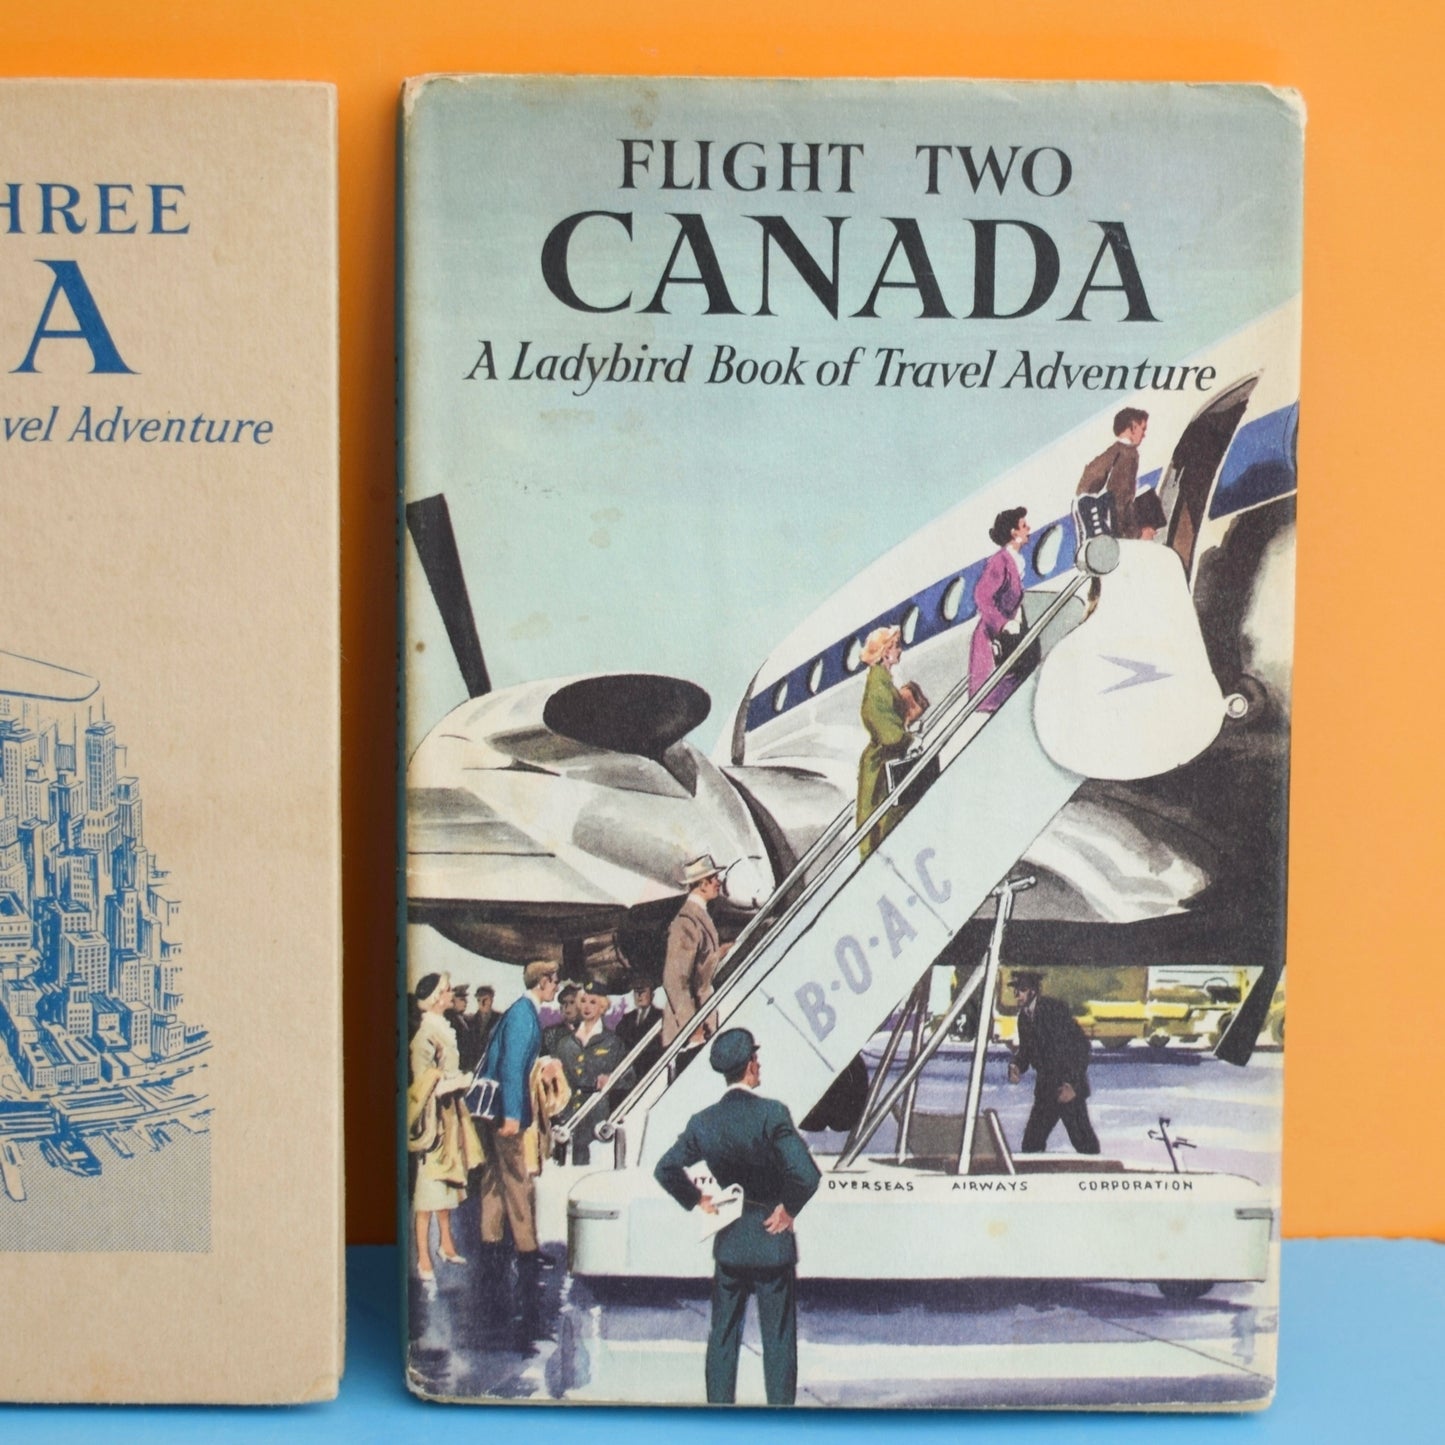 HREE
A
vel Adventure
FLIGHT TWO
CANADA
A Ladybird Book of Travel Adventure
B·O·A·C
OVERSEAS AIRWAYS CORPORATION